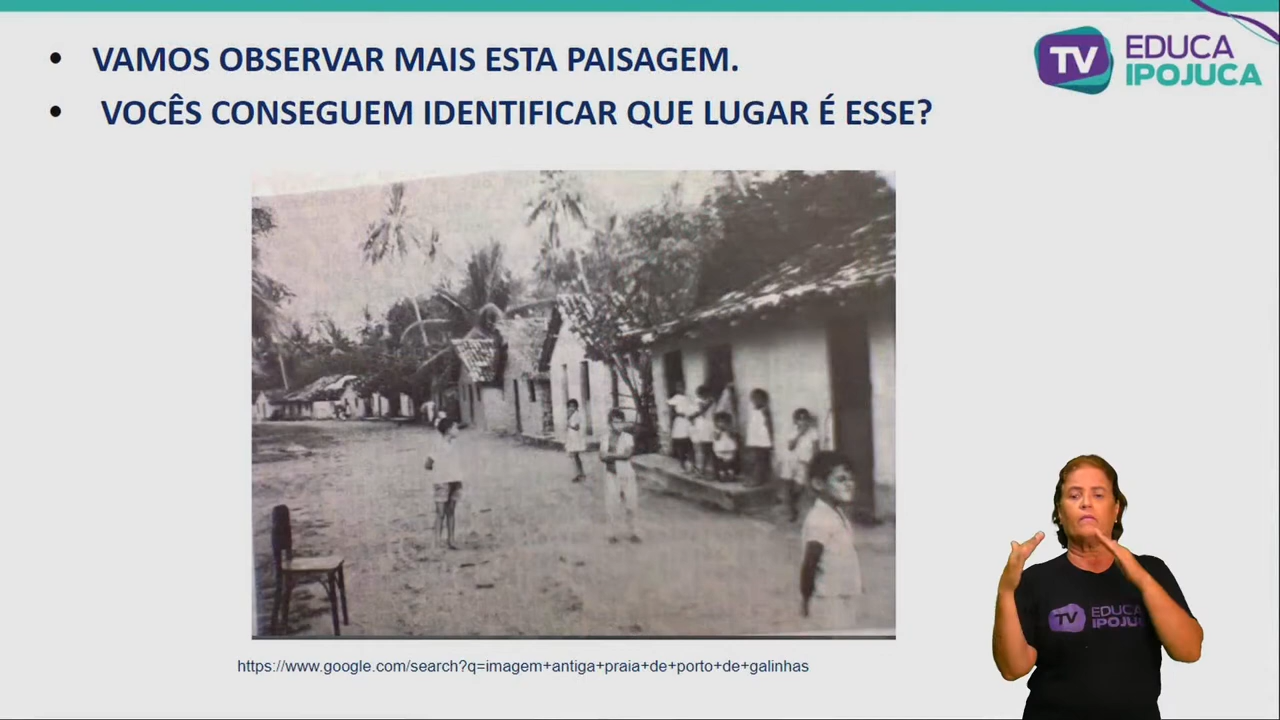 • VAMOS OBSERVAR MAIS ESTA PAISAGEM.
• VOCÊS CONSEGUEM IDENTIFICAR QUE LUGAR É ESSE?
TV EDUCA
IPOJUCA
https://www.google.com/search?q=imagem+antiga+praia+de+porto+de+galinhas
TV EDUCA
IPOJU